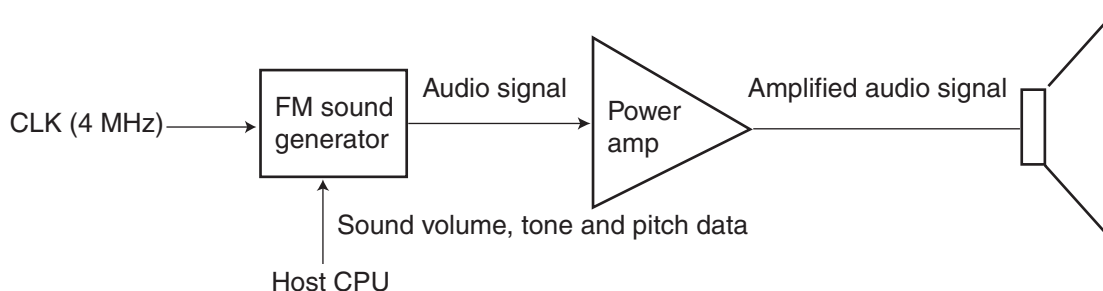 CLK (4 MHz)
FM sound
generator
Audio signal
Power
amp
Amplified audio signal
Sound volume, tone and pitch data
Host CPU